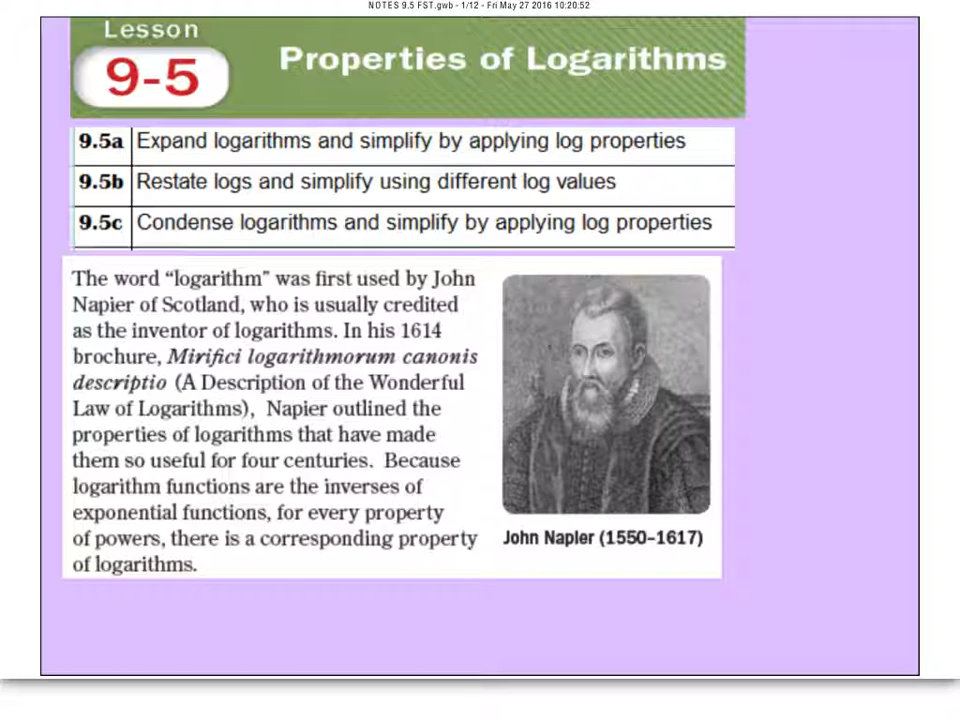 NOTES 9.5 FST.gwb - 1/12 - Fri May 27 2016 10:20:52
Lesson
9-5
Properties of Logarithms
9.5a Expand logarithms and simplify by applying log properties
9.5b Restate logs and simplify using different log values
9.5c Condense logarithms and simplify by applying log properties
The word “logarithm” was first used by John
Napier of Scotland, who is usually credited
as the inventor of logarithms. In his 1614
brochure, Mirifici logarithmorum canonis
descriptio (A Description of the Wonderful
Law of Logarithms), Napier outlined the
properties of logarithms that have made
them so useful for four centuries. Because
logarithm functions are the inverses of
exponential functions, for every property
of powers, there is a corresponding property
of logarithms.
John Napier (1550–1617)